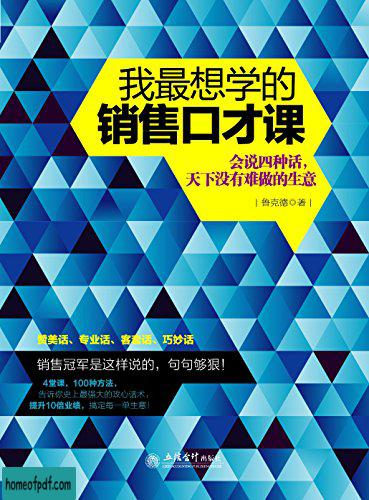 我最想学的
销售口才课
会说四种话，
天下没有难做的生意
| 鲁克德◎著 |
赞美话、专业话、客套话、巧妙话
销售冠军是这样说的，句句够狠！
4堂课，100种方法，
告诉你史上最强大的攻心话术，
提升10倍业绩，搞定每一单生意！
立信会计出版社
LIXIN ACCOUNTING PUBLISHING HOUSE
homeofpdf.com